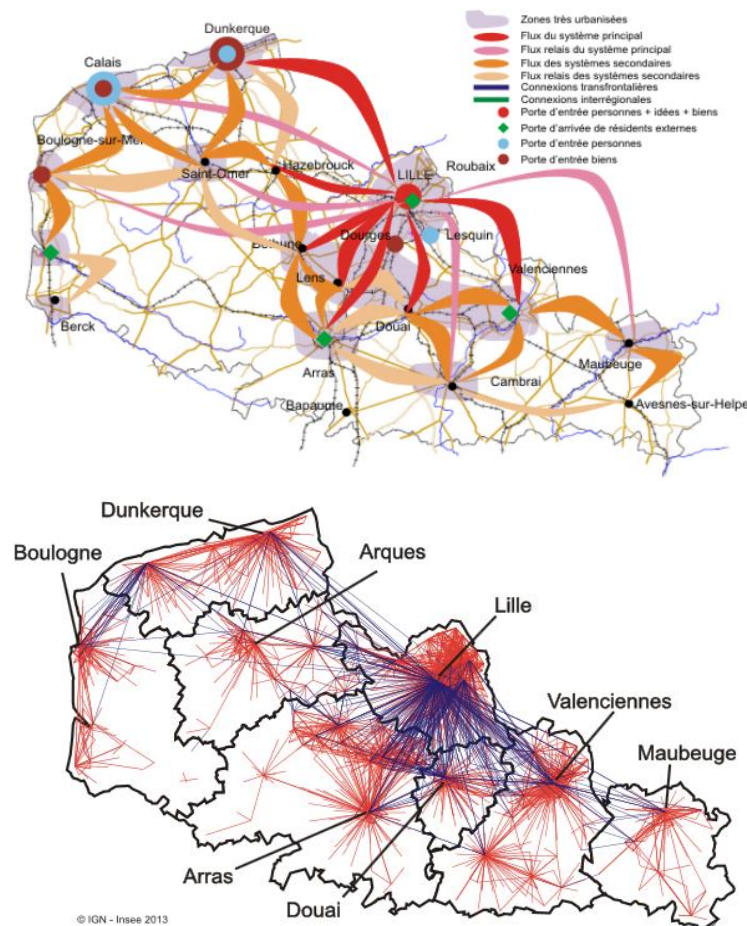 Dunkerque
Calais
Boulogne-sur-Mer
Saint-Omer
Hazebrouck
LILLE
Roubaix
Béthune
Dourges
Lesquin
Lens
Valenciennes
Douai
Berck
Arras
Maubeuge
Cambrai
Bapaume
Avesnes-sur-Helpe
Zones très urbanisées
Flux du système principal
Flux relais du système principal
Flux des systèmes secondaires
Flux relais des systèmes secondaires
Connexions transfrontalières
Connexions interrégionales
Porte d'entrée personnes + idées + biens
Porte d'arrivée de résidents externes
Porte d'entrée personnes
Porte d'entrée biens
Dunkerque
Boulogne
Arques
Lille
Valenciennes
Maubeuge
Arras
Douai
© IGN - Insee 2013